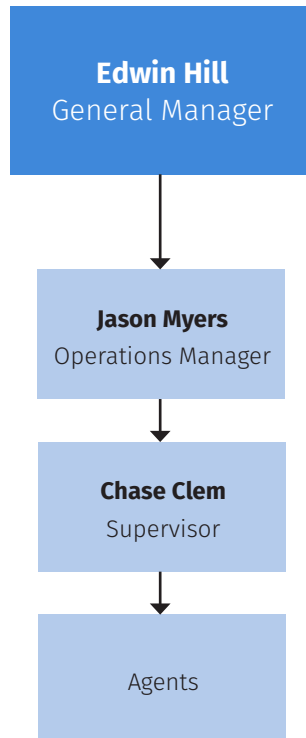 Edwin Hill
General Manager
Jason Myers
Operations Manager
Chase Clem
Supervisor
Agents